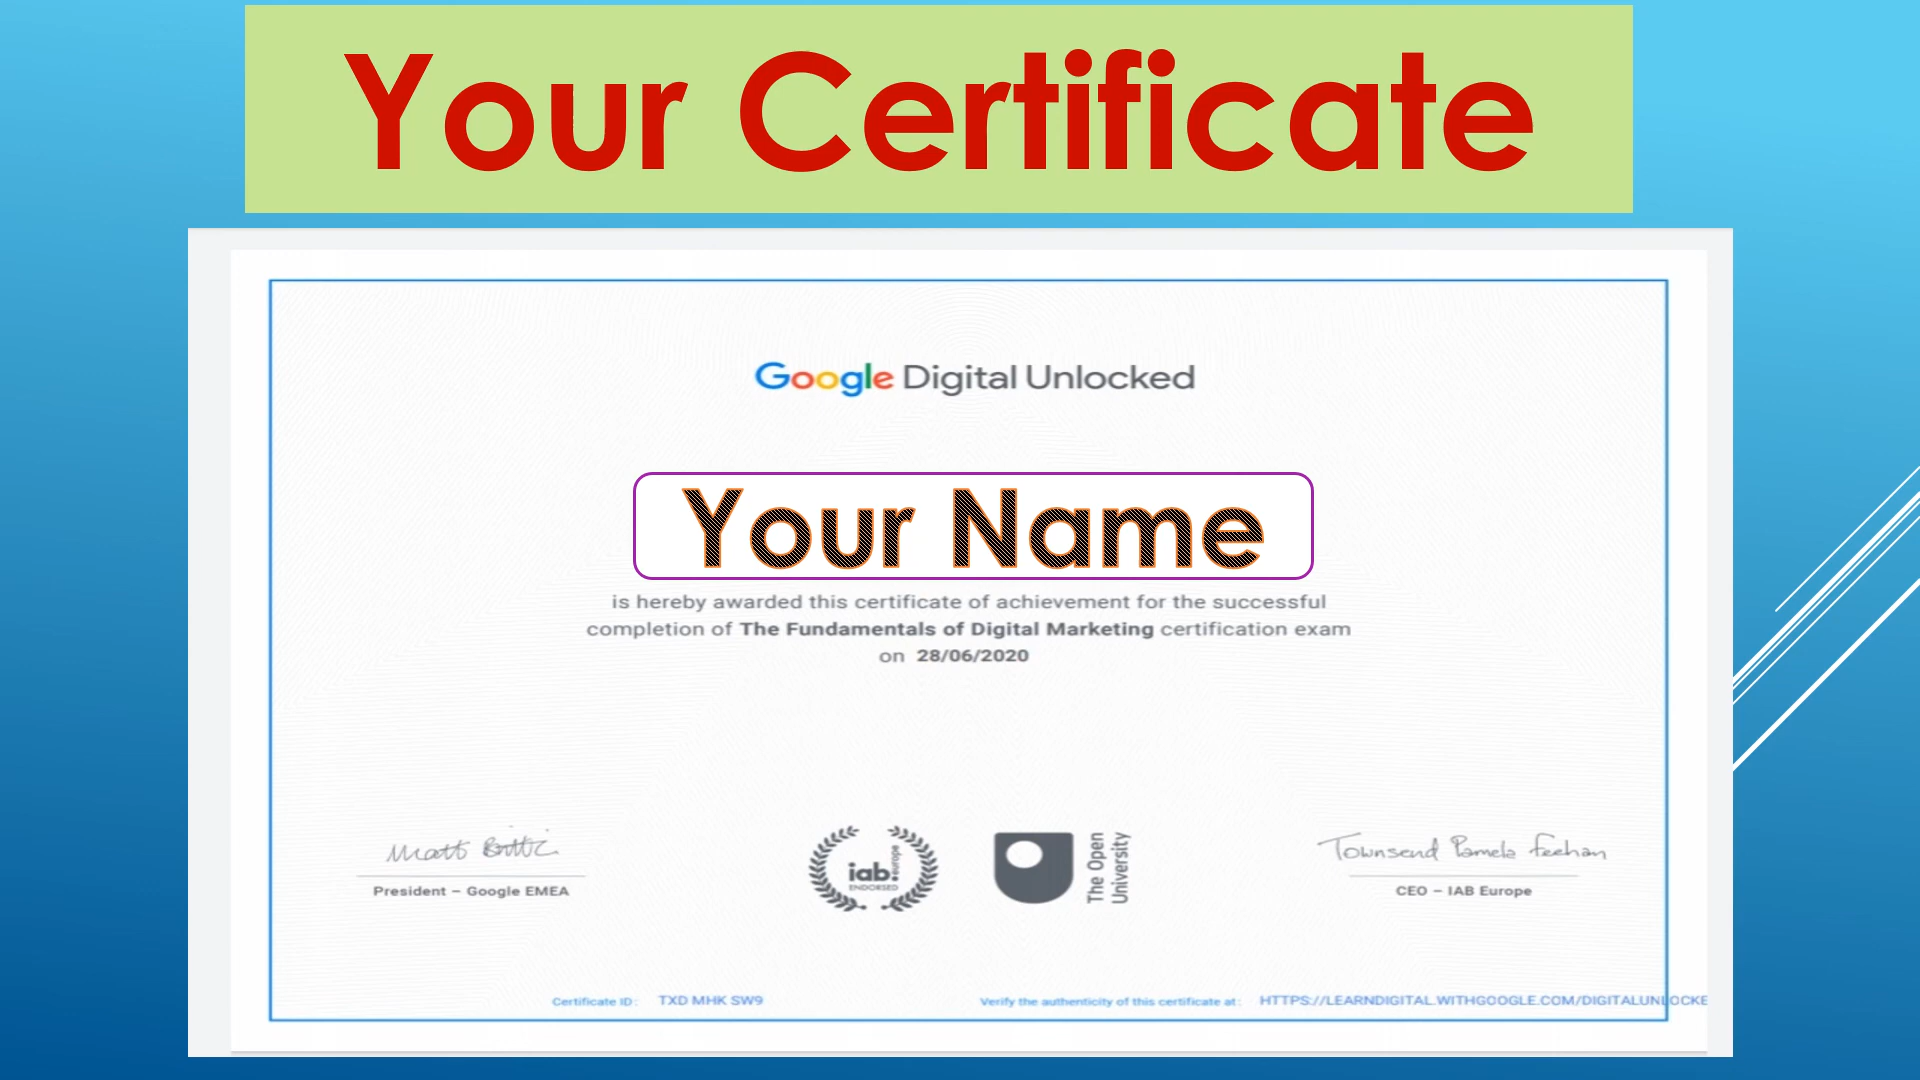 Your Certificate
Google Digital Unlocked
Your Name
is hereby awarded this certificate of achievement for the successful
completion of The Fundamentals of Digital Marketing certification exam
on 28/06/2020
President – Google EMEA
iab europe
ENDORSED
The Open
University
Townsend Pamela Feehan
CEO – IAB Europe
Certificate ID: TXD MHK SW9
Verify the authenticity of this certificate at: HTTPS://LEARNDIGITAL.WITHGOOGLE.COM/DIGITALUNLOCKE